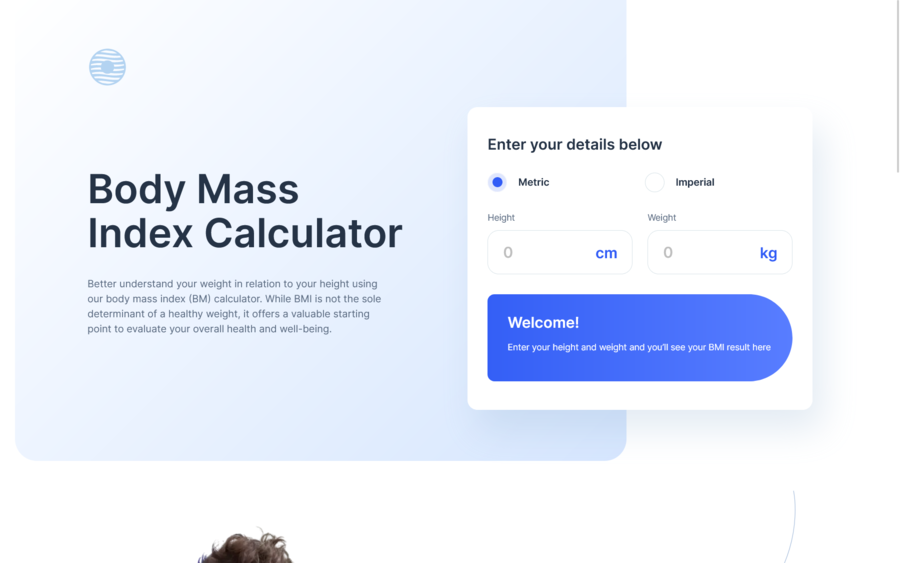 Body Mass
Index Calculator
Better understand your weight in relation to your height using
our body mass index (BM) calculator. While BMI is not the sole
determinant of a healthy weight, it offers a valuable starting
point to evaluate your overall health and well-being.
Enter your details below
Metric
Imperial
Height
Weight
0 cm
0 kg
Welcome!
Enter your height and weight and you'll see your BMI result here